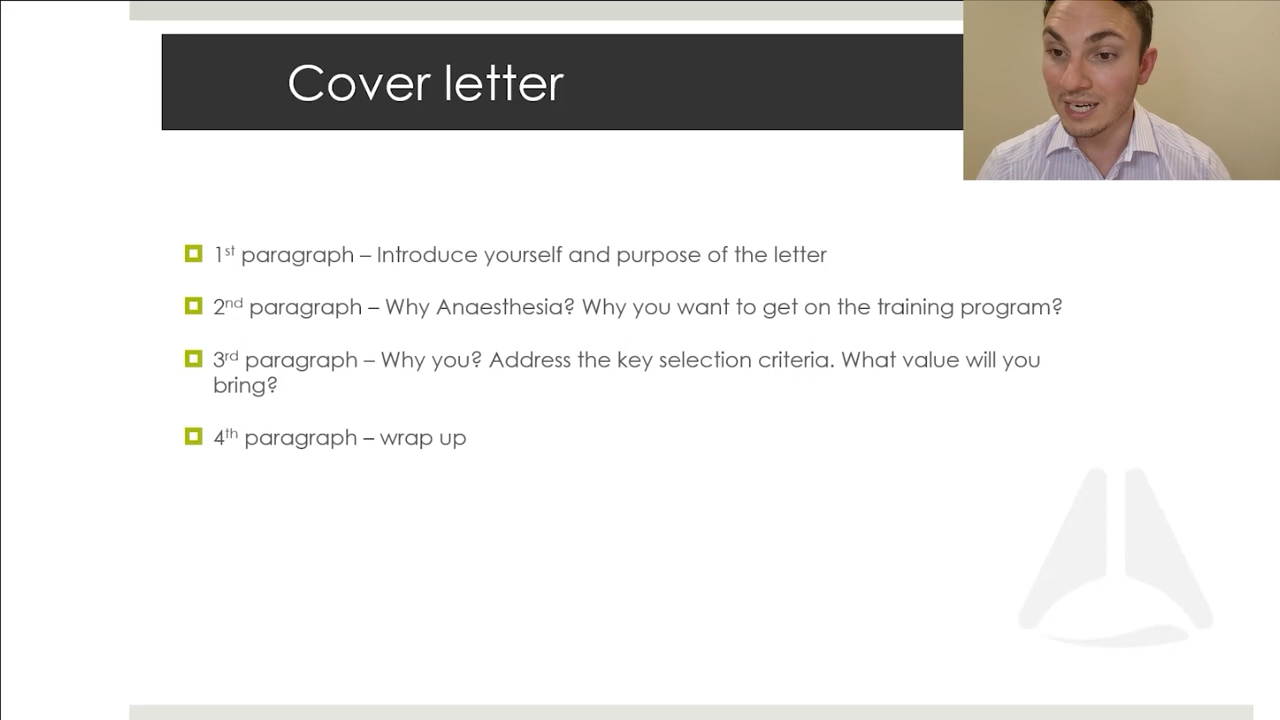 Cover letter
1st paragraph – Introduce yourself and purpose of the letter
2nd paragraph – Why Anaesthesia? Why you want to get on the training program?
3rd paragraph – Why you? Address the key selection criteria. What value will you
bring?
4th paragraph – wrap up